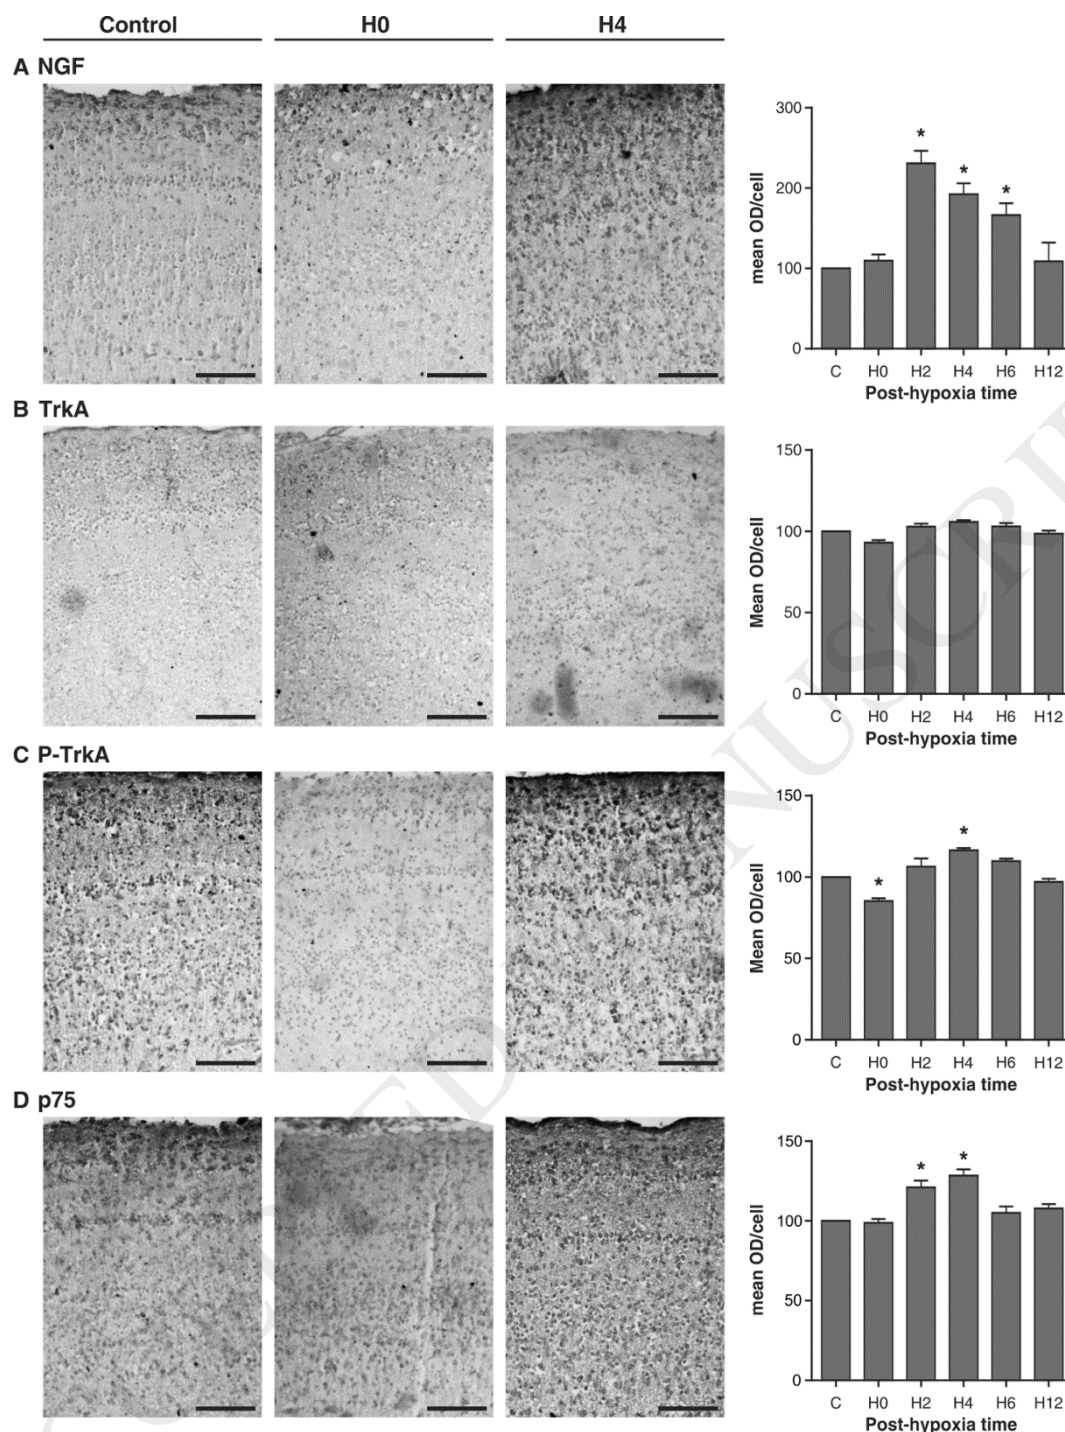 Control H0 H4
A NGF
mean OD/cell
300
200
100
0
* * *
C H0 H2 H4 H6 H12
Post-hypoxia time
B TrkA
Mean OD/cell
150
100
50
0
C H0 H2 H4 H6 H12
Post-hypoxia time
C P-TrkA
Mean OD/cell
150
100
50
0
* *
C H0 H2 H4 H6 H12
Post-hypoxia time
D p75
mean OD/cell
150
100
50
0
* *
C H0 H2 H4 H6 H12
Post-hypoxia time